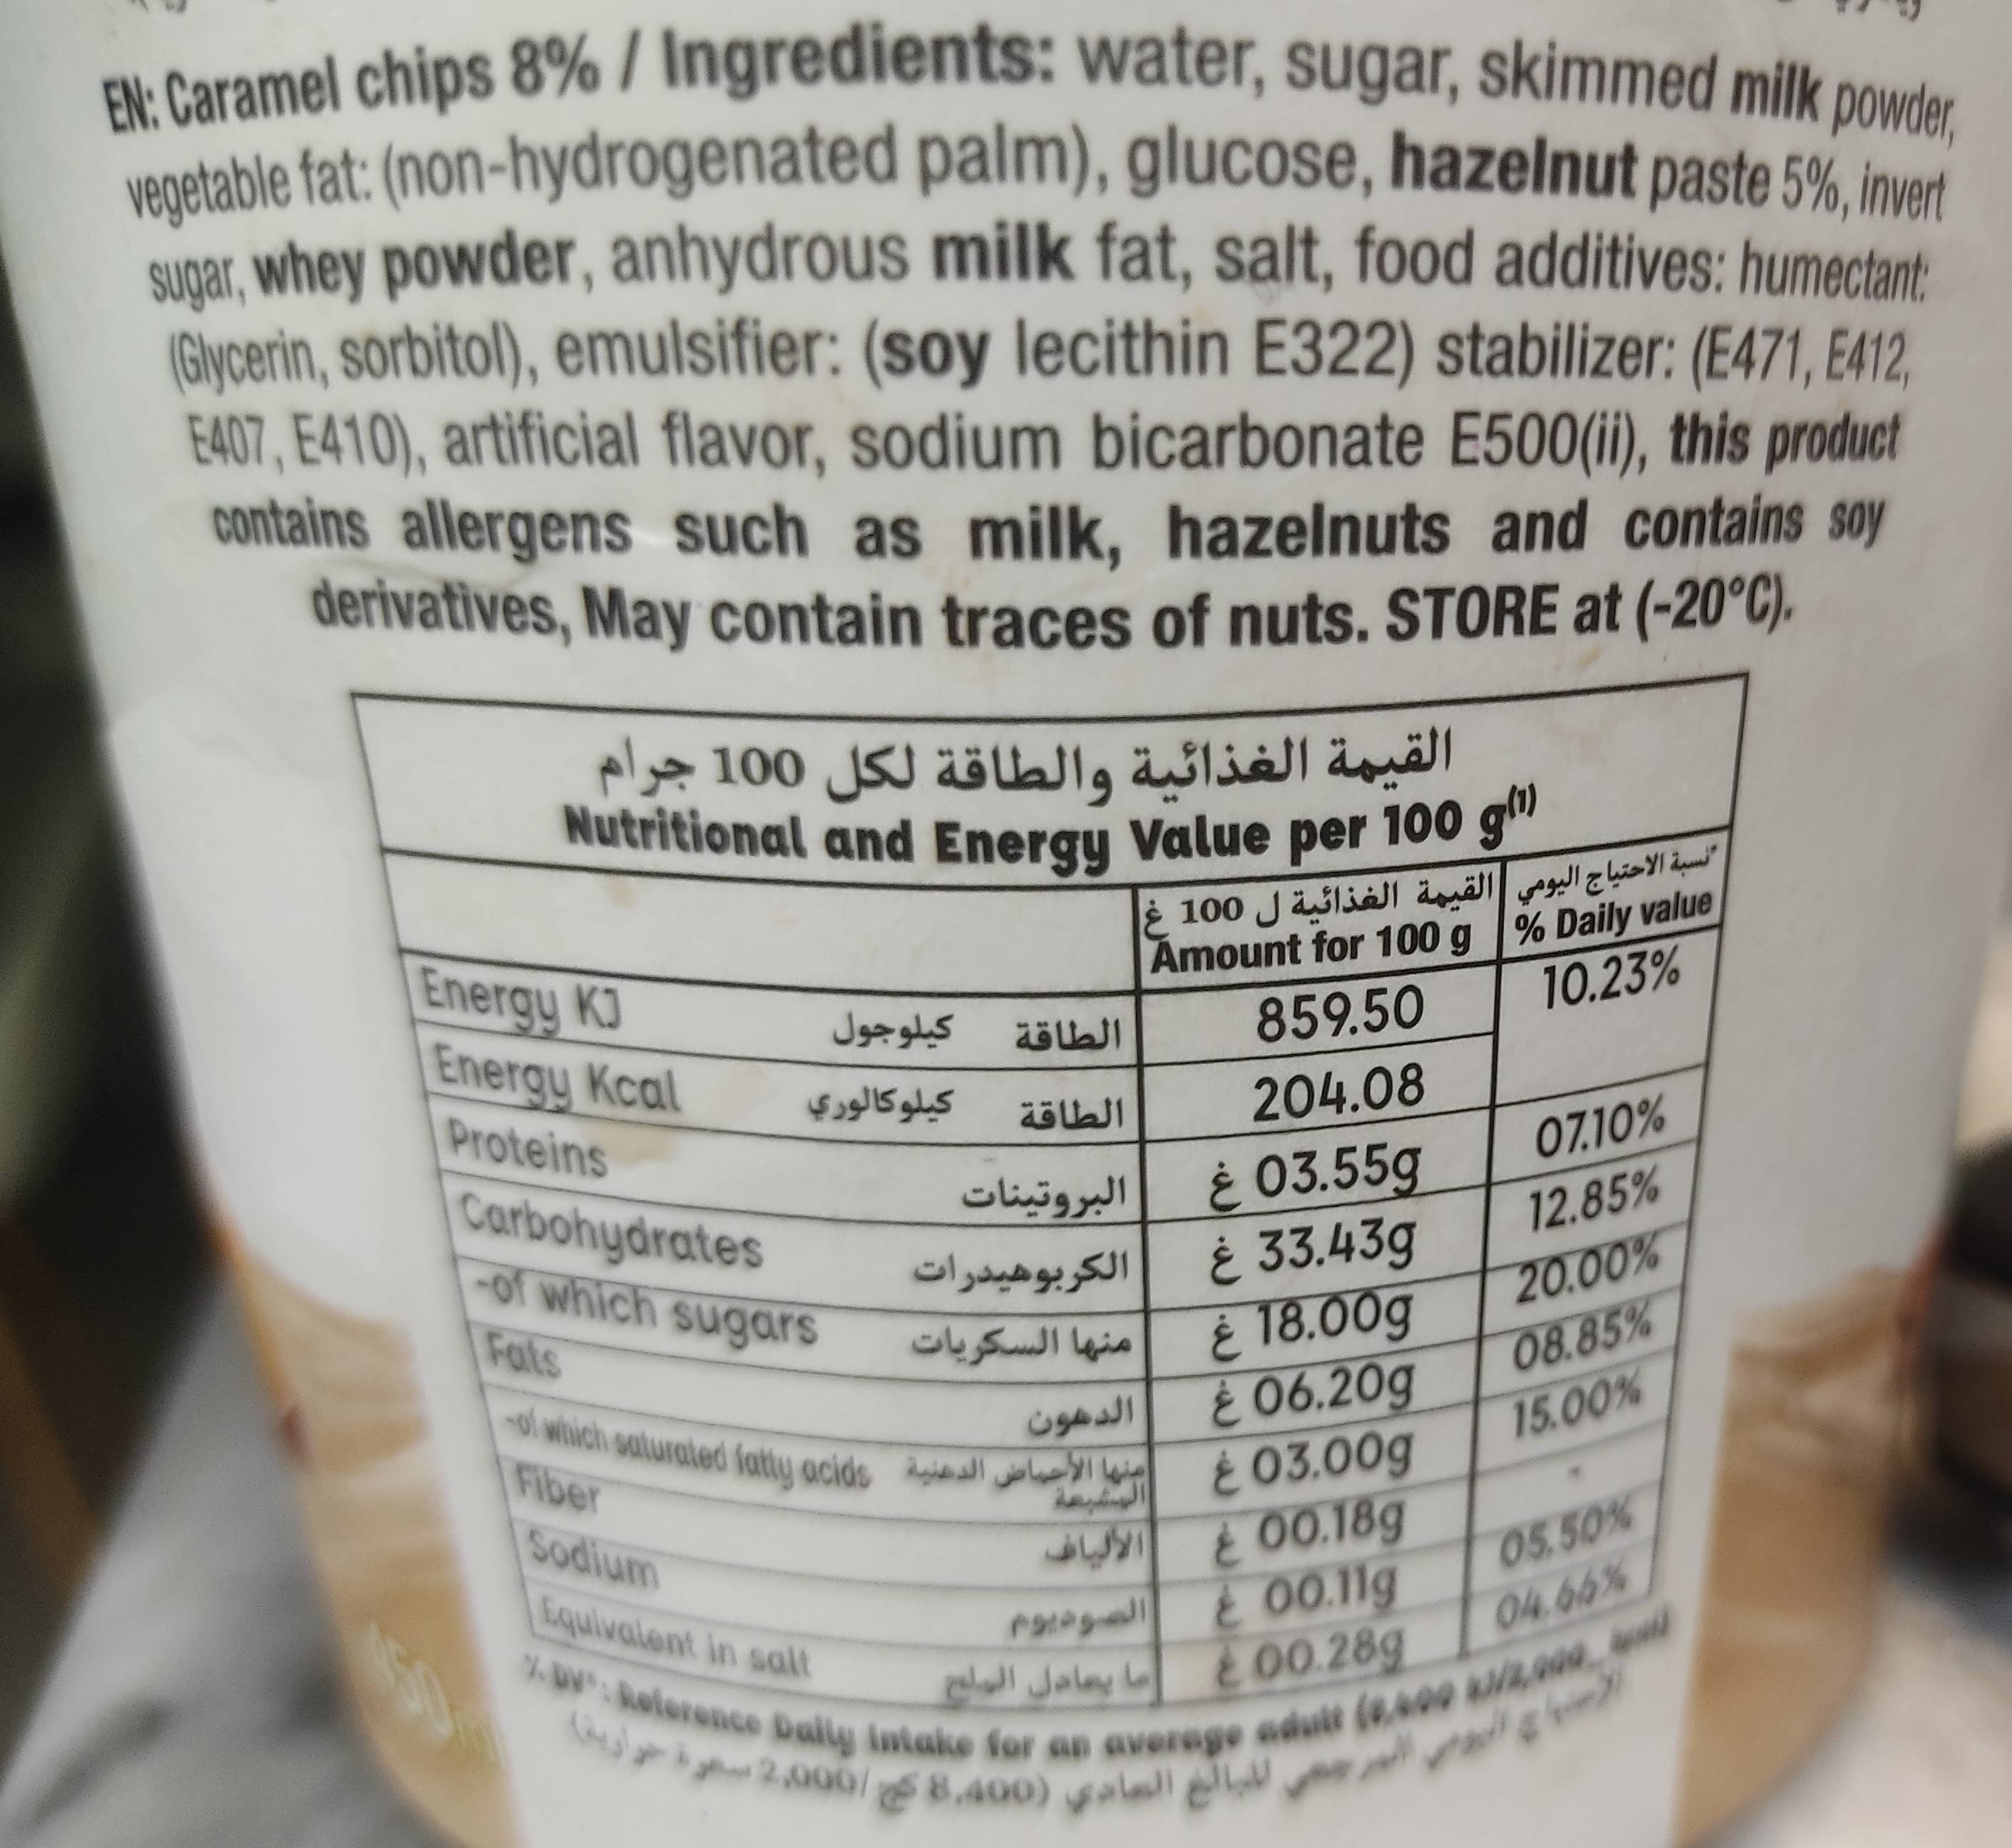 EN: Caramel chips 8% / Ingredients: water, sugar, skimmed milk powder,
vegetable fat: (non-hydrogenated palm), glucose, hazelnut paste 5%, invert
sugar, whey powder, anhydrous milk fat, salt, food additives: humectant:
(Glycerin, sorbitol), emulsifier: (soy lecithin E322) stabilizer: (E471, E412,
E407, E410), artificial flavor, sodium bicarbonate E500(ii), this product
contains allergens such as milk, hazelnuts and contains soy
derivatives, May contain traces of nuts. STORE at (-20°C).
القيمة الغذائية والطاقة لكل 100 جرام
Nutritional and Energy Value per 100 g(1)
القيمة الغذائية ل 100 غ *نسبة الاحتياج اليومي
Amount for 100 g % Daily value
Energy KJ كيلوجول الطاقة 859.50 10.23%
Energy Kcal كيلوكالوري الطاقة 204.08
Proteins البروتينات 03.55g غ 07.10%
Carbohydrates الكربوهيدرات 33.43g غ 12.85%
-of which sugars منها السكريات 18.00g غ 20.00%
Fats الدهون 06.20g غ 08.85%
-of which saturated fatty acids منها الأحماض الدهنية المشبعة 03.00g غ 15.00%
Fiber الألياف 00.18g غ -
Sodium الصوديوم 00.11g غ 05.50%
Equivalent in salt ما يعادل الملح 00.28g غ 04.66%
% DV*: Reference Daily Intake for an average adult
الاحتياج اليومي المرجعي للبالغ العادي (8.400 كج /2,000 سعرة حرارية)
450 ml